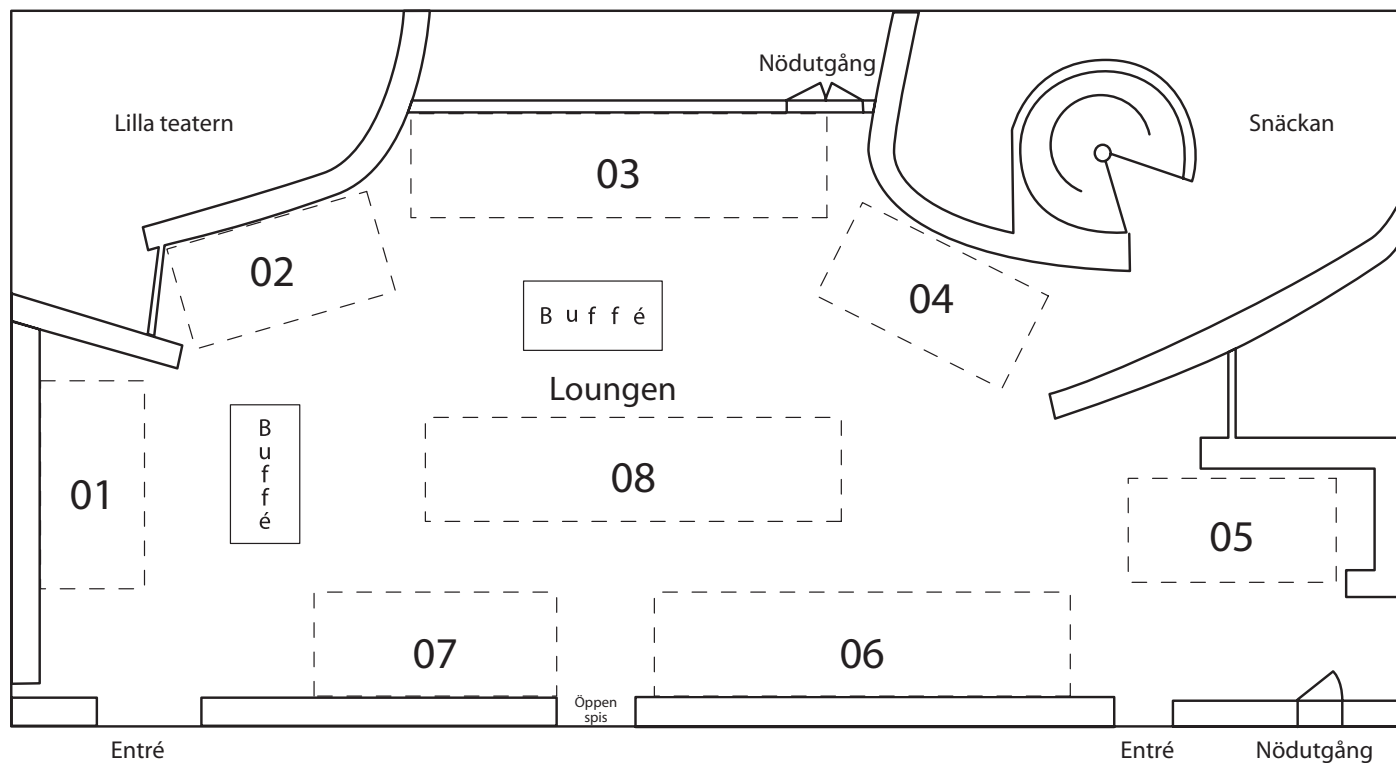 Nödutgång
Lilla teatern
Snäckan
03
02
04
Buffé
Loungen
Buffé
01
08
05
07
06
Öppen
spis
Entré
Entré
Nödutgång